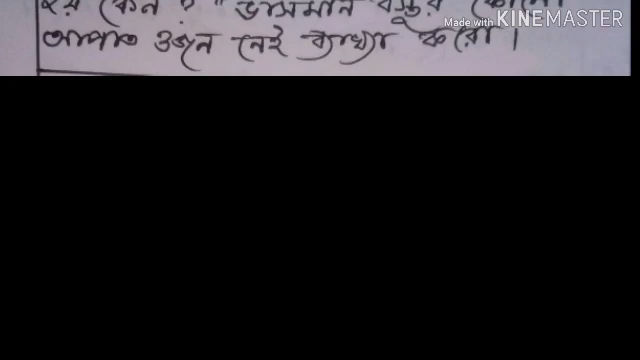 হয় কেন ? "ভাসমান বস্তুর কোনো
আপাত ওজন নেই ব্যাখ্যা করো।
Made with KINEMASTER